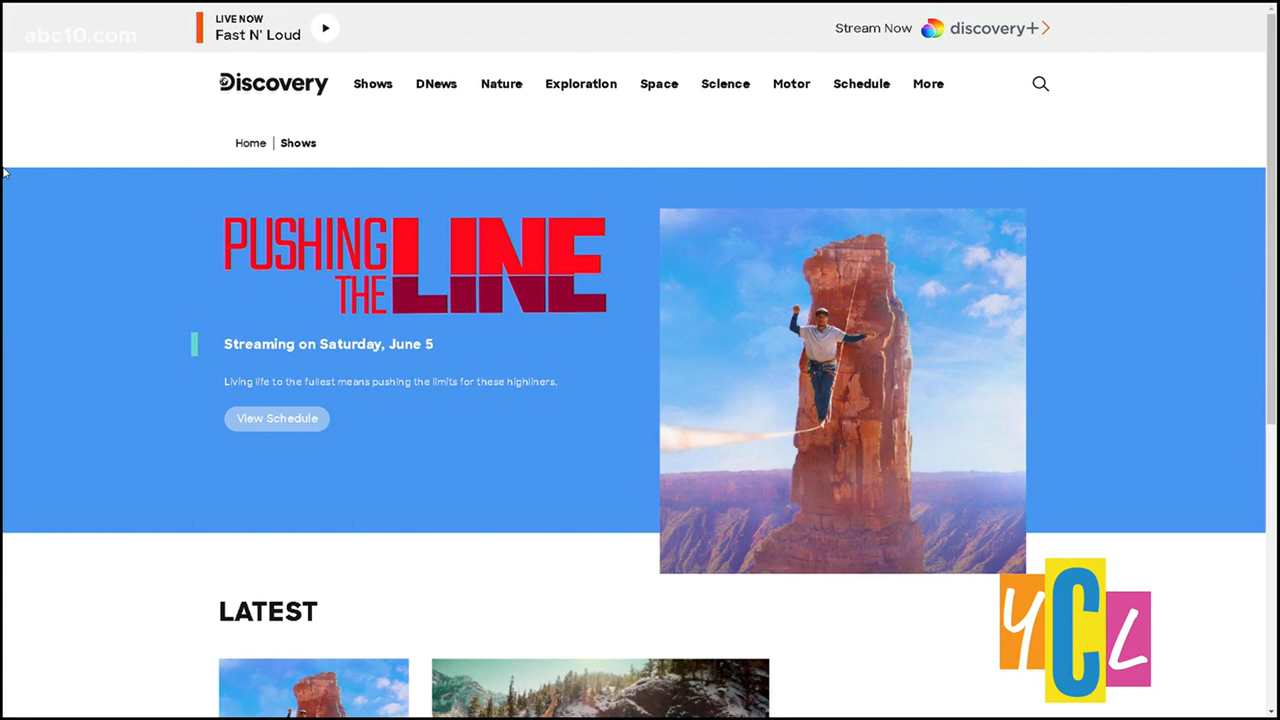 abc10.com
LIVE NOW
Fast N' Loud
Stream Now discovery+
Discovery Shows DNews Nature Exploration Space Science Motor Schedule More
Home | Shows
PUSHING THE LINE
Streaming on Saturday, June 5
Living life to the fullest means pushing the limits for these highliners.
View Schedule
LATEST
YCL